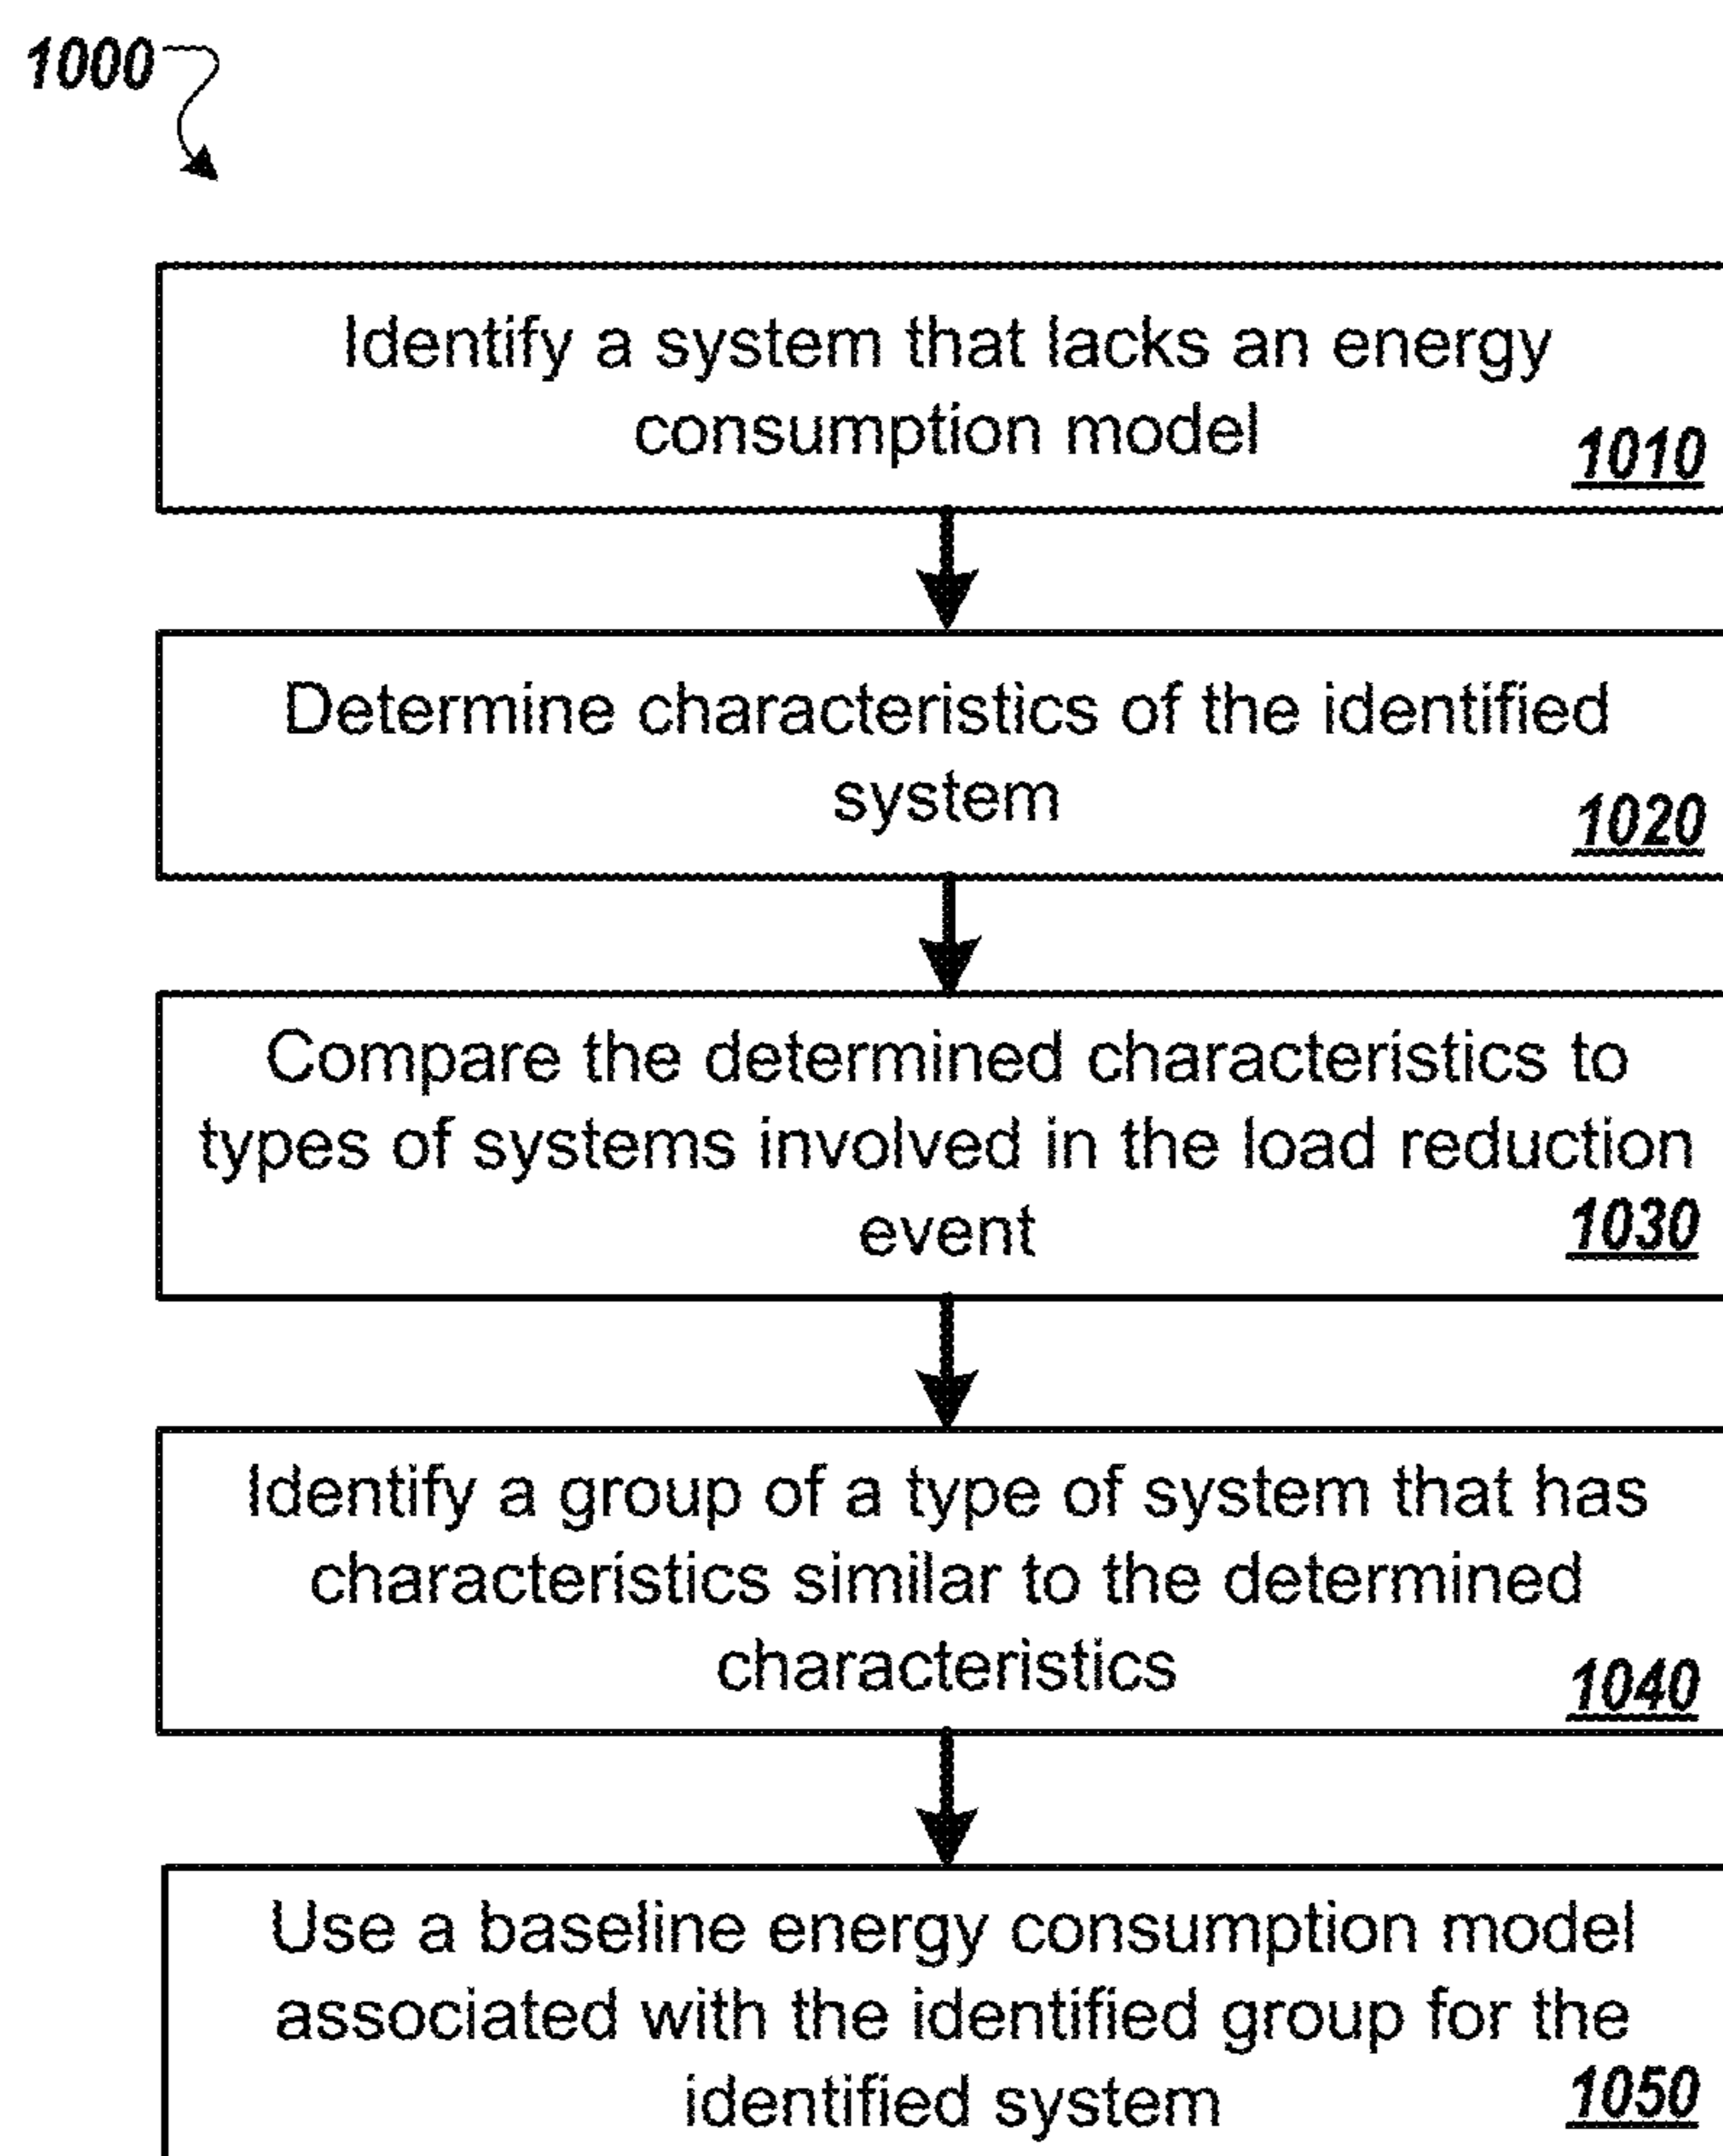 1000
Identify a system that lacks an energy
consumption model
1010
Determine characteristics of the identified
system
1020
Compare the determined characteristics to
types of systems involved in the load reduction
event
1030
Identify a group of a type of system that has
characteristics similar to the determined
characteristics
1040
Use a baseline energy consumption model
associated with the identified group for the
identified system
1050